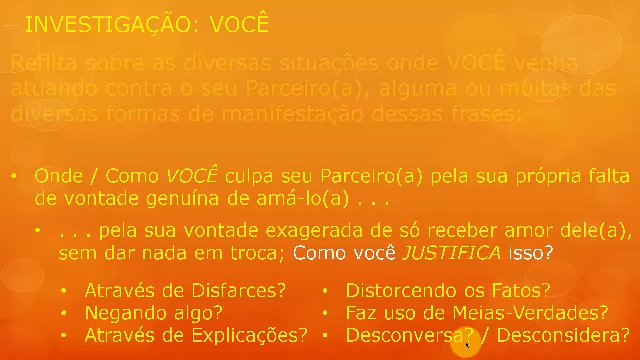 INVESTIGAÇÃO: VOCÊ
Reflita sobre as diversas situações onde VOCÊ venha
atuando contra o seu Parceiro(a), alguma ou muitas das
diversas formas de manifestação dessas frases:
• Onde / Como VOCÊ culpa seu Parceiro(a) pela sua própria falta
de vontade genuína de amá-lo(a) . . .
• . . . pela sua vontade exagerada de só receber amor dele(a),
sem dar nada em troca; Como você JUSTIFICA isso?
• Através de Disfarces?
• Negando algo?
• Através de Explicações?
• Distorcendo os Fatos?
• Faz uso de Meias-Verdades?
• Desconversa? / Desconsidera?